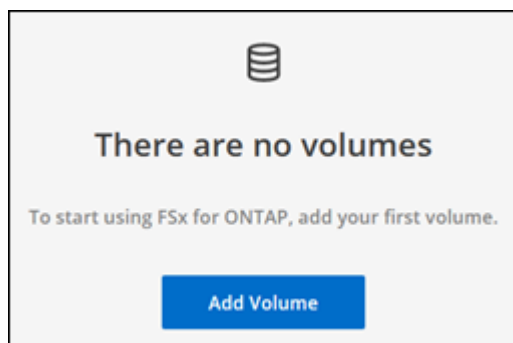 There are no volumes
To start using FSx for ONTAP, add your first volume.
Add Volume